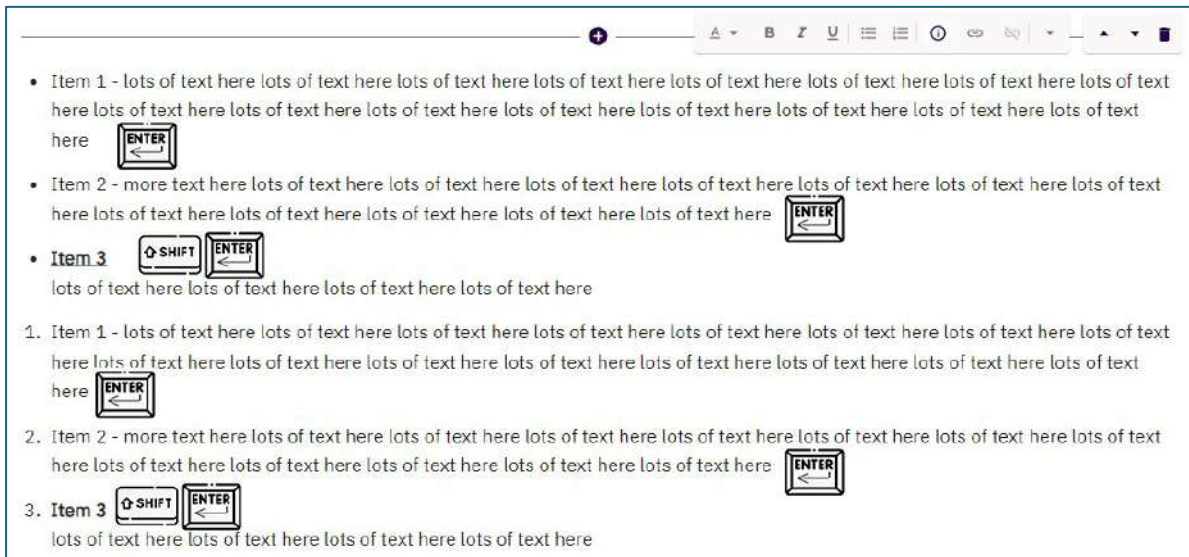 A B I U
• Item 1 - lots of text here lots of text here lots of text here lots of text here lots of text here lots of text here lots of text here lots of text
here lots of text here lots of text here lots of text here lots of text here lots of text here lots of text here lots of text here lots of text
here ENTER
• Item 2 - more text here lots of text here lots of text here lots of text here lots of text here lots of text here lots of text here lots of text
here lots of text here lots of text here lots of text here lots of text here lots of text here ENTER
• Item 3 SHIFT ENTER
lots of text here lots of text here lots of text here lots of text here
1. Item 1 - lots of text here lots of text here lots of text here lots of text here lots of text here lots of text here lots of text here lots of text
here lots of text here lots of text here lots of text here lots of text here lots of text here lots of text here lots of text here lots of text
here ENTER
2. Item 2 - more text here lots of text here lots of text here lots of text here lots of text here lots of text here lots of text here lots of text
here lots of text here lots of text here lots of text here lots of text here lots of text here ENTER
3. Item 3 SHIFT ENTER
lots of text here lots of text here lots of text here lots of text here